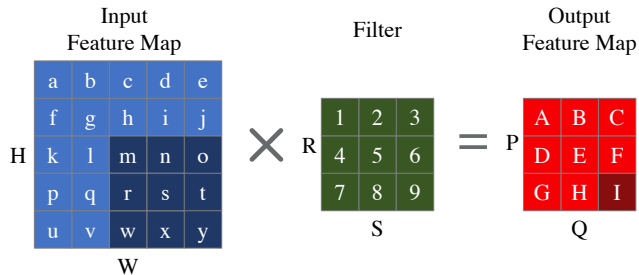 Input
Feature Map
Filter
Output
Feature Map
a b c d e
f g h i j
k l m n o
p q r s t
u v w x y
H
W
1 2 3
4 5 6
7 8 9
R
S
A B C
D E F
G H I
P
Q